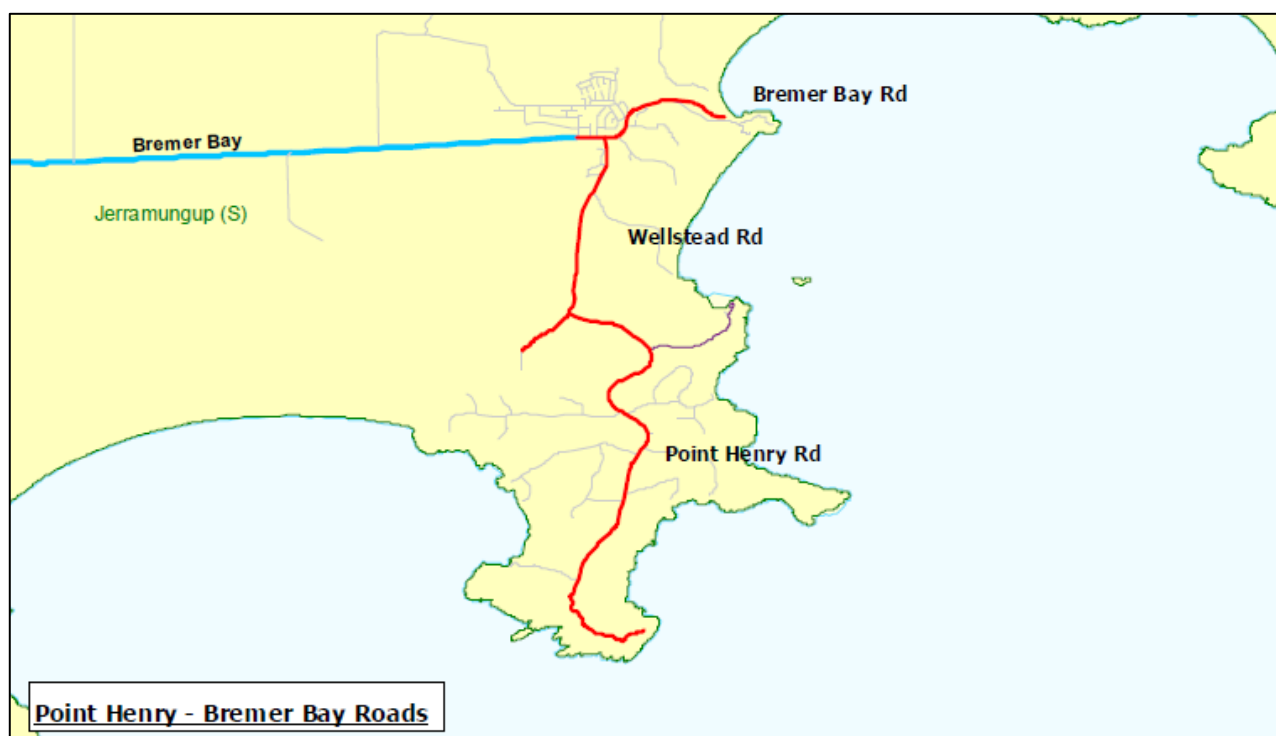 Bremer Bay Rd
Bremer Bay
Jerramungup (S)
Wellstead Rd
Point Henry Rd
Point Henry - Bremer Bay Roads